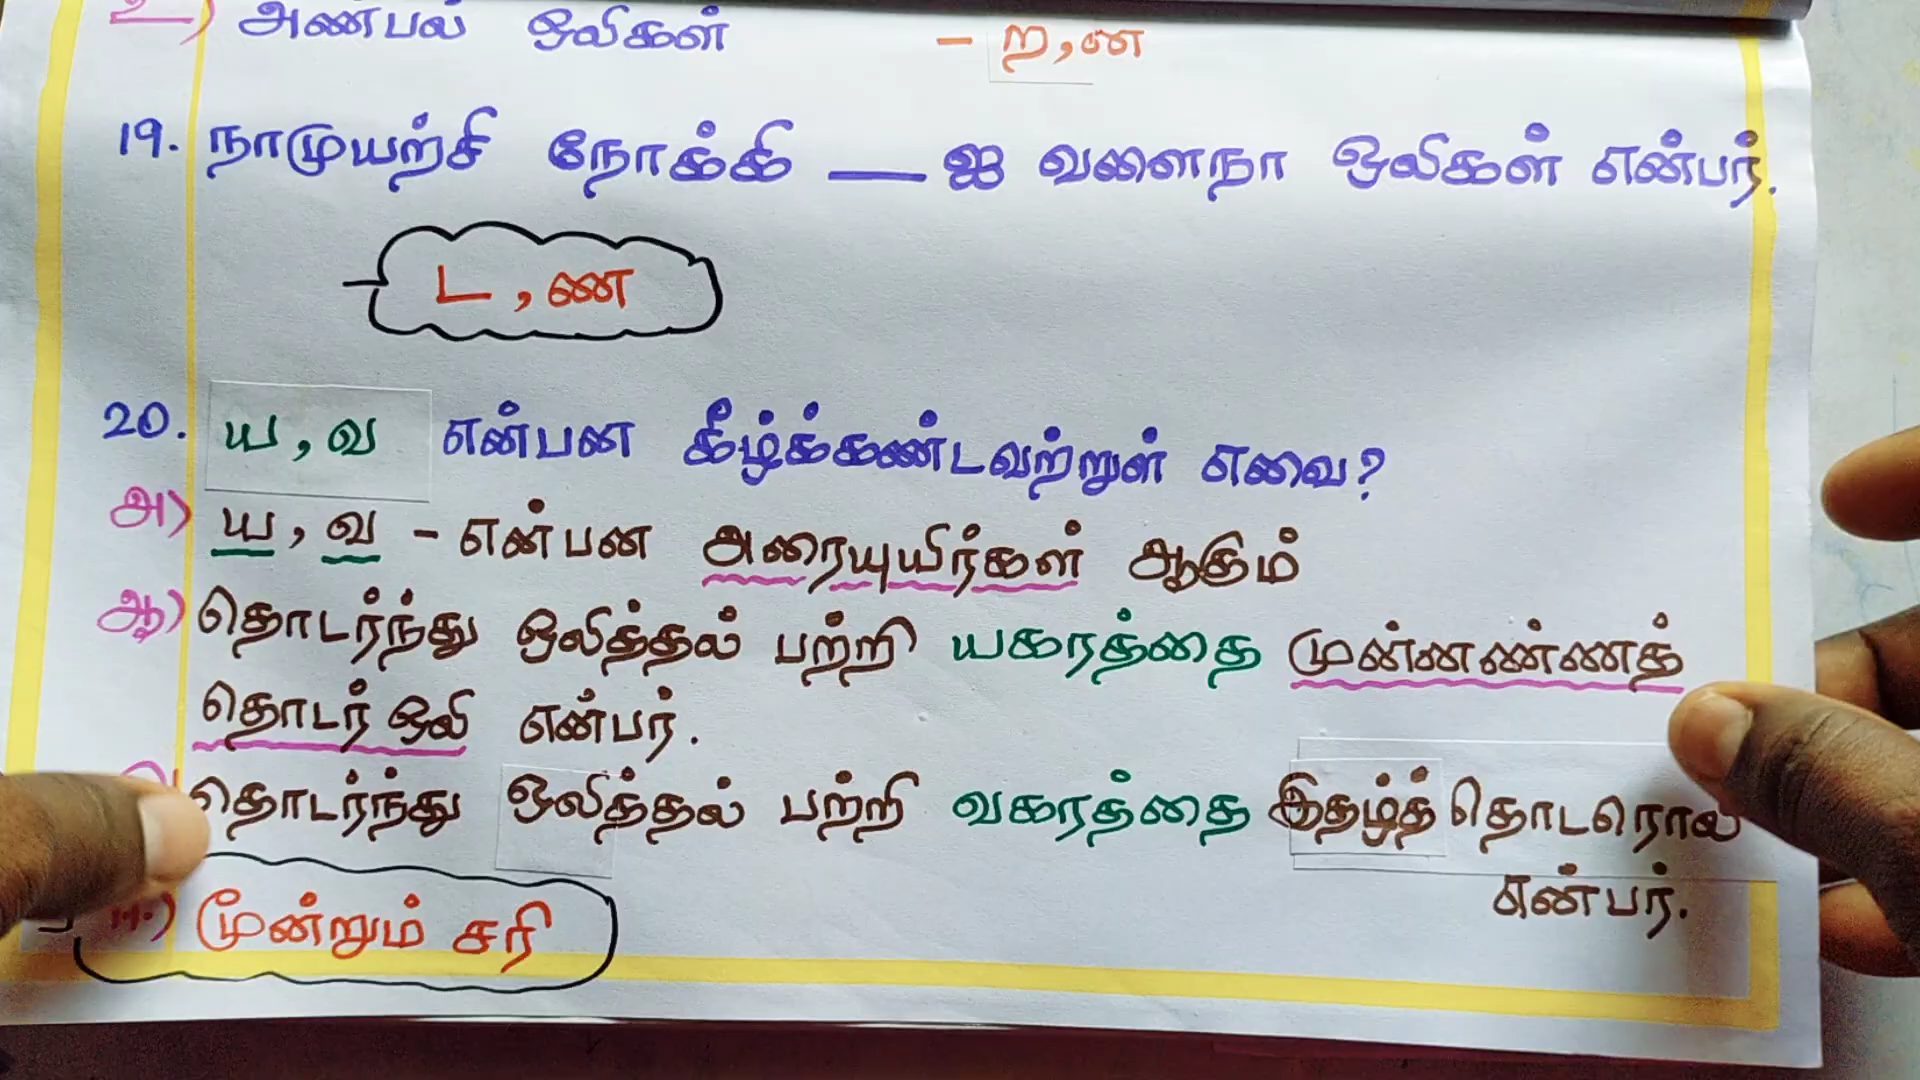 உ) அண்பல் ஒலிகள் - ற,ன
19. நாமுயற்சி நோக்கி __ ஐ வளைநா ஒலிகள் என்பர்.
- ட , ண
20. ய , வ என்பன கீழ்க்கண்டவற்றுள் எவை?
அ) ய , வ - என்பன அரையுயிர்கள் ஆகும்
ஆ) தொடர்ந்து ஒலித்தல் பற்றி யகரத்தை முன்னண்ணத்
தொடர் ஒலி என்பர்.
தொடர்ந்து ஒலித்தல் பற்றி வகரத்தை இதழ்த் தொடரொலி
என்பர்.
மூன்றும் சரி